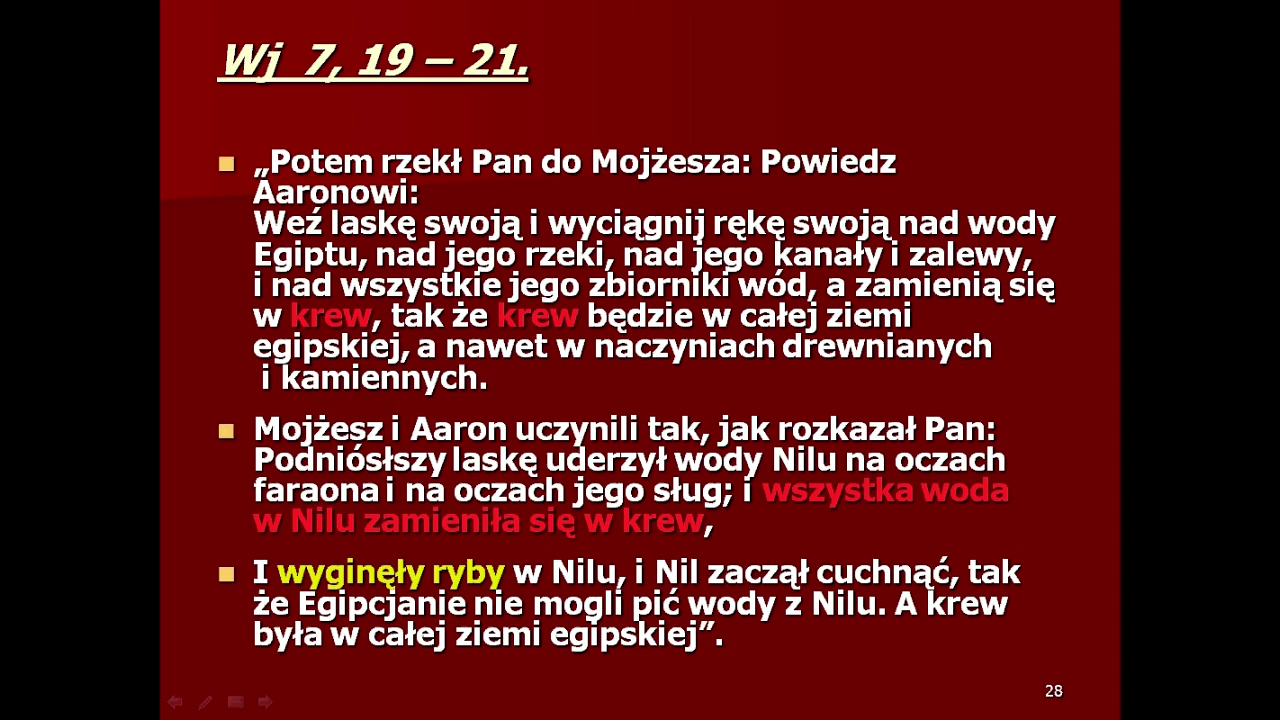 Wj 7, 19 – 21.
„Potem rzekł Pan do Mojżesza: Powiedz
Aaronowi:
Weź laskę swoją i wyciągnij rękę swoją nad wody
Egiptu, nad jego rzeki, nad jego kanały i zalewy,
i nad wszystkie jego zbiorniki wód, a zamienią się
w krew, tak że krew będzie w całej ziemi
egipskiej, a nawet w naczyniach drewnianych
i kamiennych.
Mojżesz i Aaron uczynili tak, jak rozkazał Pan:
Podniósłszy laskę uderzył wody Nilu na oczach
faraona i na oczach jego sług; i wszystka woda
w Nilu zamieniła się w krew,
I wyginęły ryby w Nilu, i Nil zaczął cuchnąć, tak
że Egipcjanie nie mogli pić wody z Nilu. A krew
była w całej ziemi egipskiej”.
28